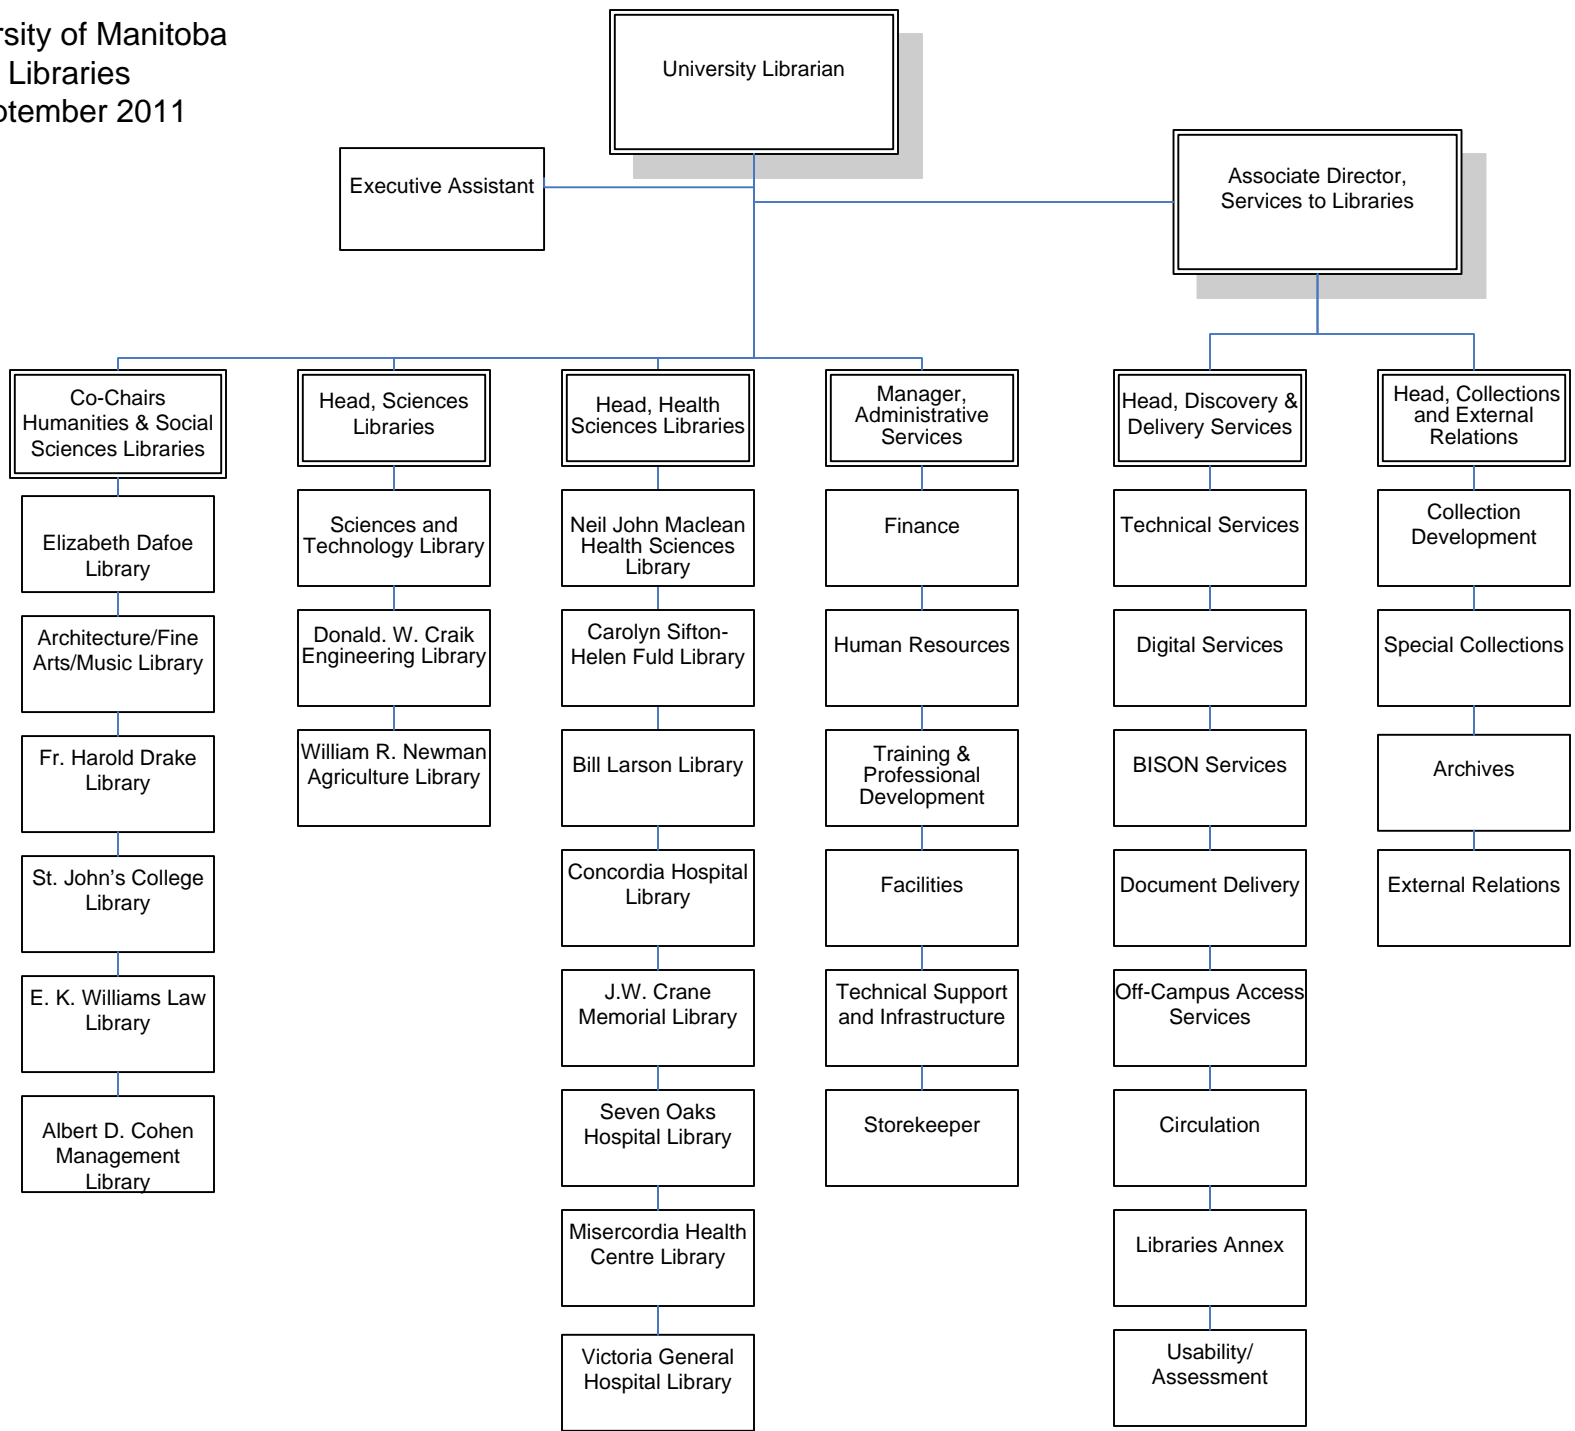 rsity of Manitoba
Libraries
ptember 2011
University Librarian
Executive Assistant
Associate Director,
Services to Libraries
Co-Chairs
Humanities & Social
Sciences Libraries
Elizabeth Dafoe
Library
Architecture/Fine
Arts/Music Library
Fr. Harold Drake
Library
St. John’s College
Library
E. K. Williams Law
Library
Albert D. Cohen
Management
Library
Head, Sciences
Libraries
Sciences and
Technology Library
Donald. W. Craik
Engineering Library
William R. Newman
Agriculture Library
Head, Health
Sciences Libraries
Neil John Maclean
Health Sciences
Library
Carolyn Sifton-
Helen Fuld Library
Bill Larson Library
Concordia Hospital
Library
J.W. Crane
Memorial Library
Seven Oaks
Hospital Library
Misercordia Health
Centre Library
Victoria General
Hospital Library
Manager,
Administrative
Services
Finance
Human Resources
Training &
Professional
Development
Facilities
Technical Support
and Infrastructure
Storekeeper
Head, Discovery &
Delivery Services
Technical Services
Digital Services
BISON Services
Document Delivery
Off-Campus Access
Services
Circulation
Libraries Annex
Usability/
Assessment
Head, Collections
and External
Relations
Collection
Development
Special Collections
Archives
External Relations